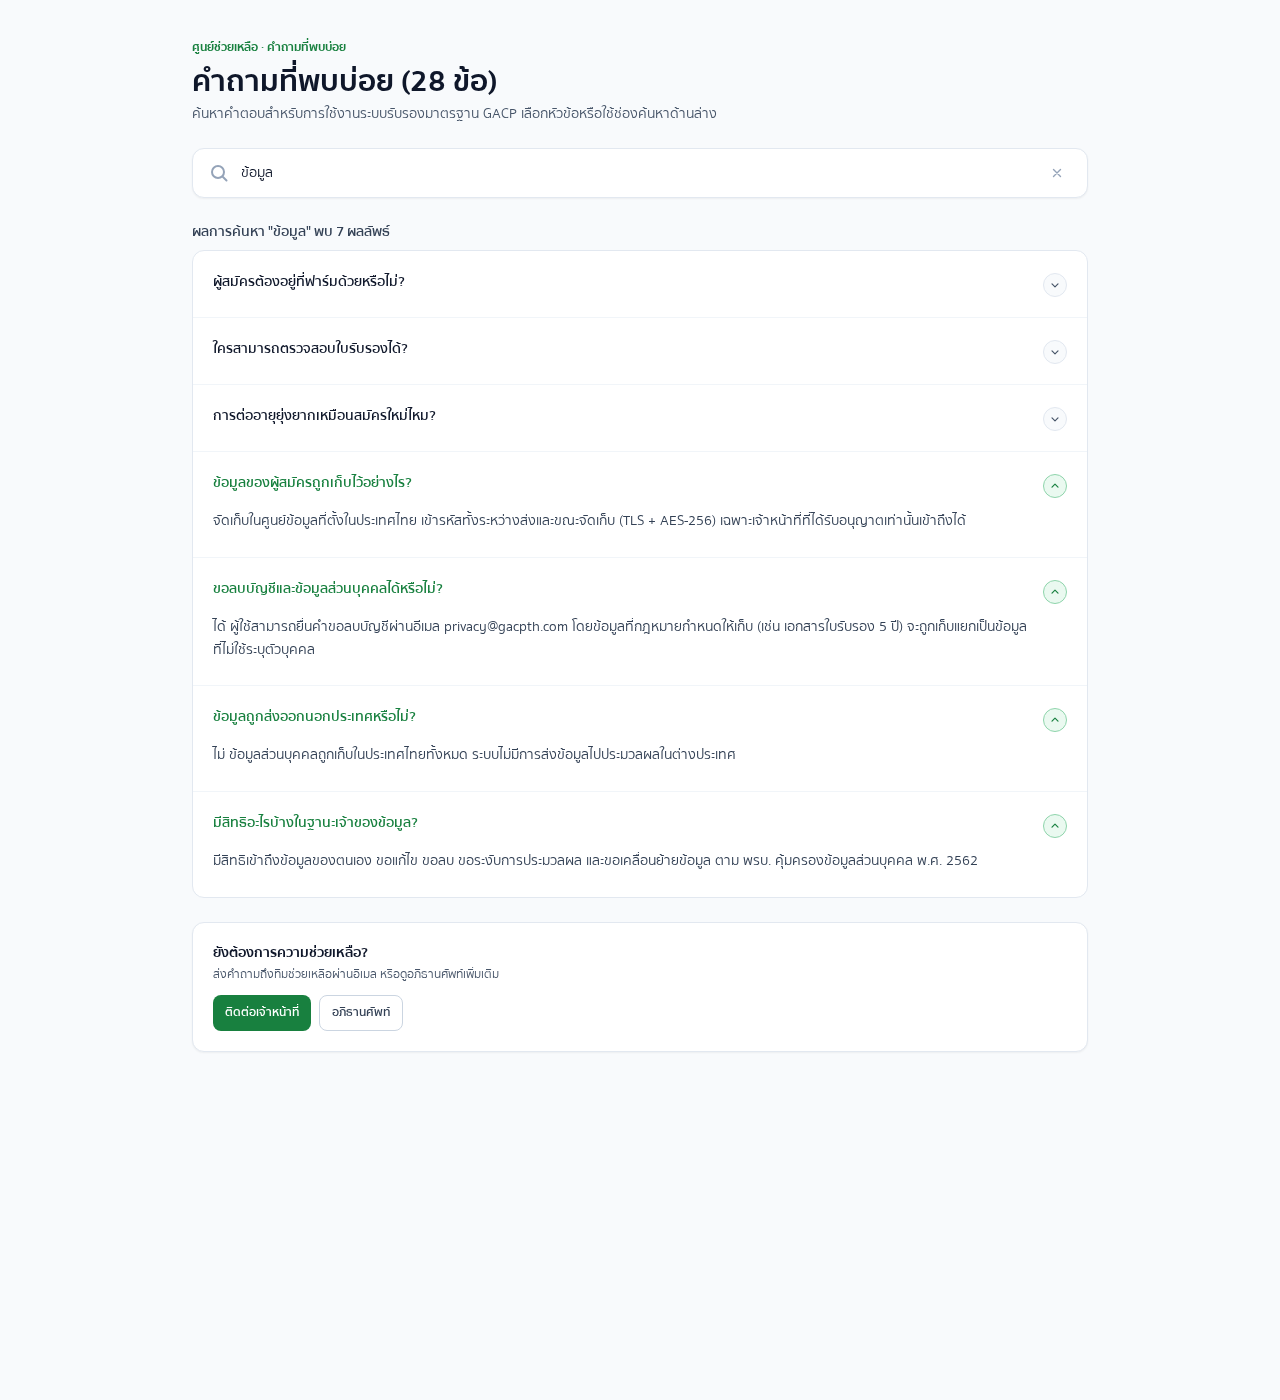 ศูนย์ช่วยเหลือ · คำถามที่พบบ่อย
คำถามที่พบบ่อย (28 ข้อ)
ค้นหาคำตอบสำหรับการใช้งานระบบรับรองมาตรฐาน GACP เลือกหัวข้อหรือใช้ช่องค้นหาด้านล่าง
ข้อมูล
ผลการค้นหา "ข้อมูล" พบ 7 ผลลัพธ์
ผู้สมัครต้องอยู่ที่ฟาร์มด้วยหรือไม่?
ใครสามารถตรวจสอบใบรับรองได้?
การต่ออายุยุ่งยากเหมือนสมัครใหม่ไหม?
ข้อมูลของผู้สมัครถูกเก็บไว้อย่างไร?
จัดเก็บในศูนย์ข้อมูลที่ตั้งในประเทศไทย เข้ารหัสทั้งระหว่างส่งและขณะจัดเก็บ (TLS + AES-256) เฉพาะเจ้าหน้าที่ที่ได้รับอนุญาตเท่านั้นเข้าถึงได้
ขอลบบัญชีและข้อมูลส่วนบุคคลได้หรือไม่?
ได้ ผู้ใช้สามารถยื่นคำขอลบบัญชีผ่านอีเมล privacy@gacpth.com โดยข้อมูลที่กฎหมายกำหนดให้เก็บ (เช่น เอกสารใบรับรอง 5 ปี) จะถูกเก็บแยกเป็นข้อมูล
ที่ไม่ใช้ระบุตัวบุคคล
ข้อมูลถูกส่งออกนอกประเทศหรือไม่?
ไม่ ข้อมูลส่วนบุคคลถูกเก็บในประเทศไทยทั้งหมด ระบบไม่มีการส่งข้อมูลไปประมวลผลในต่างประเทศ
มีสิทธิอะไรบ้างในฐานะเจ้าของข้อมูล?
มีสิทธิเข้าถึงข้อมูลของตนเอง ขอแก้ไข ขอลบ ขอระงับการประมวลผล และขอเคลื่อนย้ายข้อมูล ตาม พรบ. คุ้มครองข้อมูลส่วนบุคคล พ.ศ. 2562
ยังต้องการความช่วยเหลือ?
ส่งคำถามถึงทีมช่วยเหลือผ่านอีเมล หรือดูอภิธานศัพท์เพิ่มเติม
ติดต่อเจ้าหน้าที่
อภิธานศัพท์